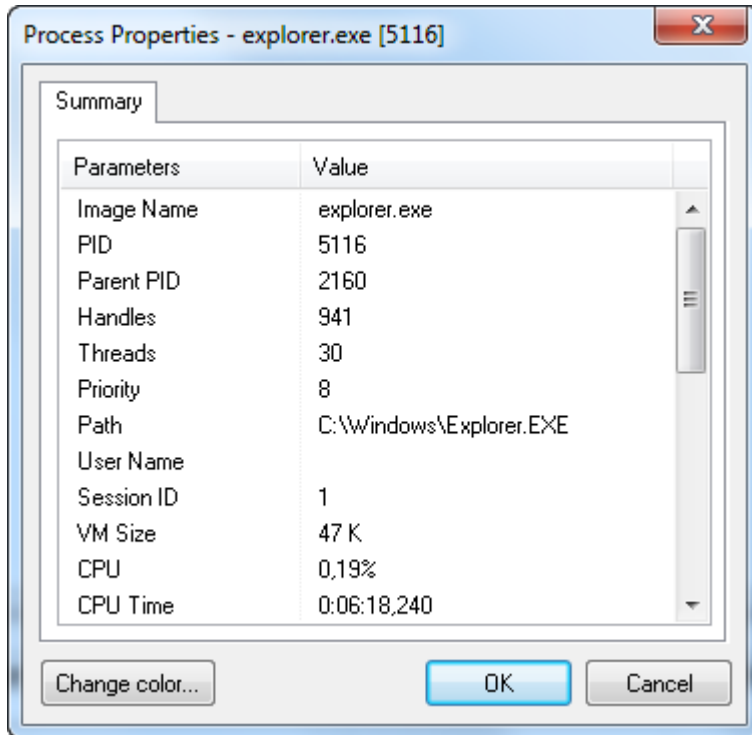 Process Properties - explorer.exe [5116]
Summary
Parameters Value
Image Name explorer.exe
PID 5116
Parent PID 2160
Handles 941
Threads 30
Priority 8
Path C:\Windows\Explorer.EXE
User Name
Session ID 1
VM Size 47 K
CPU 0,19%
CPU Time 0:06:18,240
Change color... OK Cancel